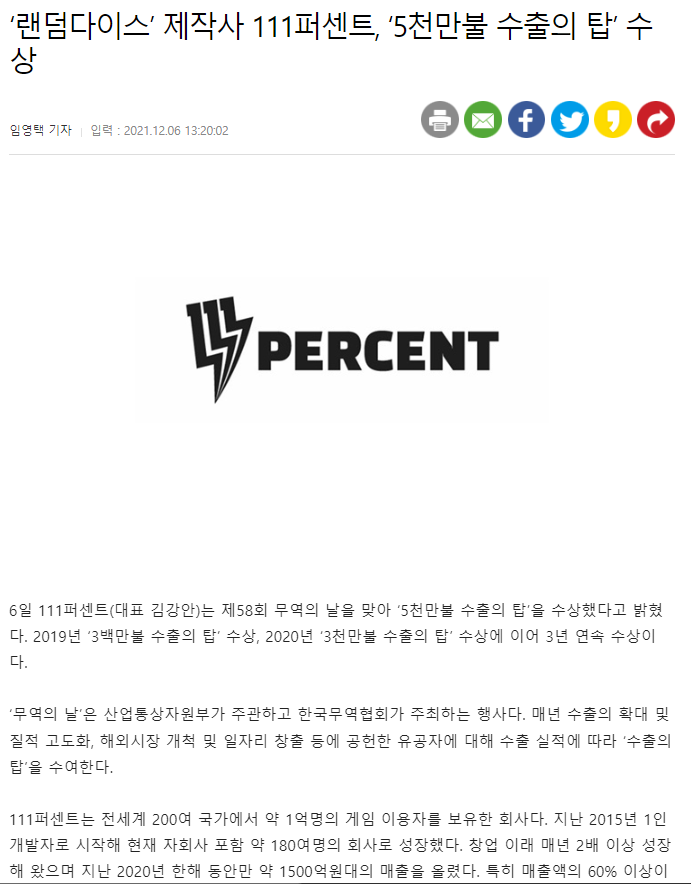 ‘랜덤다이스’ 제작사 111퍼센트, ‘5천만불 수출의 탑’ 수
상
임영택 기자 | 입력 : 2021.12.06 13:20:02
111PERCENT
6일 111퍼센트(대표 김강안)는 제58회 무역의 날을 맞아 ‘5천만불 수출의 탑’을 수상했다고 밝혔
다. 2019년 ‘3백만불 수출의 탑’ 수상, 2020년 ‘3천만불 수출의 탑’ 수상에 이어 3년 연속 수상이
다.
‘무역의 날’은 산업통상자원부가 주관하고 한국무역협회가 주최하는 행사다. 매년 수출의 확대 및
질적 고도화, 해외시장 개척 및 일자리 창출 등에 공헌한 유공자에 대해 수출 실적에 따라 ‘수출의
탑’을 수여한다.
111퍼센트는 전세계 200여 국가에서 약 1억명의 게임 이용자를 보유한 회사다. 지난 2015년 1인
개발자로 시작해 현재 자회사 포함 약 180여명의 회사로 성장했다. 창업 이래 매년 2배 이상 성장
해 왔으며 지난 2020년 한해 동안만 약 1500억원대의 매출을 올렸다. 특히 매출액의 60% 이상이